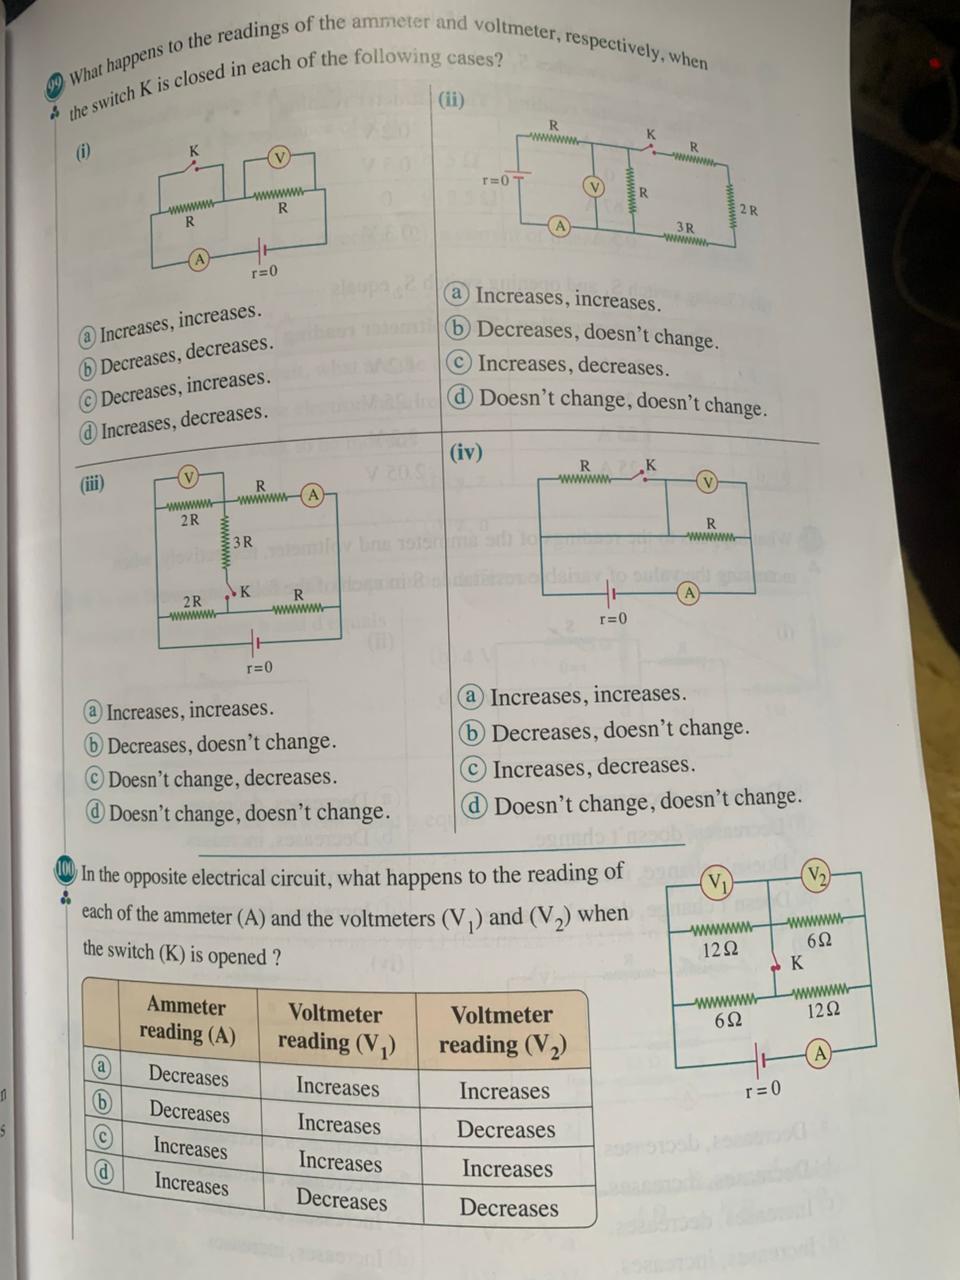 99 What happens to the readings of the ammeter and voltmeter, respectively, when
the switch K is closed in each of the following cases?
(i)
K
V
R
R
A
r=0
a Increases, increases.
b Decreases, decreases.
c Decreases, increases.
d Increases, decreases.
(ii)
R
K
R
r=0
V
R
2R
A
3R
a Increases, increases.
b Decreases, doesn't change.
c Increases, decreases.
d Doesn't change, doesn't change.
(iii)
V
R
A
2R
3R
K
2R
R
r=0
a Increases, increases.
b Decreases, doesn't change.
c Doesn't change, decreases.
d Doesn't change, doesn't change.
(iv)
R
K
V
R
A
r=0
a Increases, increases.
b Decreases, doesn't change.
c Increases, decreases.
d Doesn't change, doesn't change.
100 In the opposite electrical circuit, what happens to the reading of
each of the ammeter (A) and the voltmeters (V₁) and (V₂) when
the switch (K) is opened ?
Ammeter reading (A) Voltmeter reading (V₁) Voltmeter reading (V₂)
a Decreases Increases Increases
b Decreases Increases Decreases
c Increases Increases Increases
d Increases Decreases Decreases
V₁
V₂
12Ω
6Ω
K
6Ω
12Ω
A
r=0